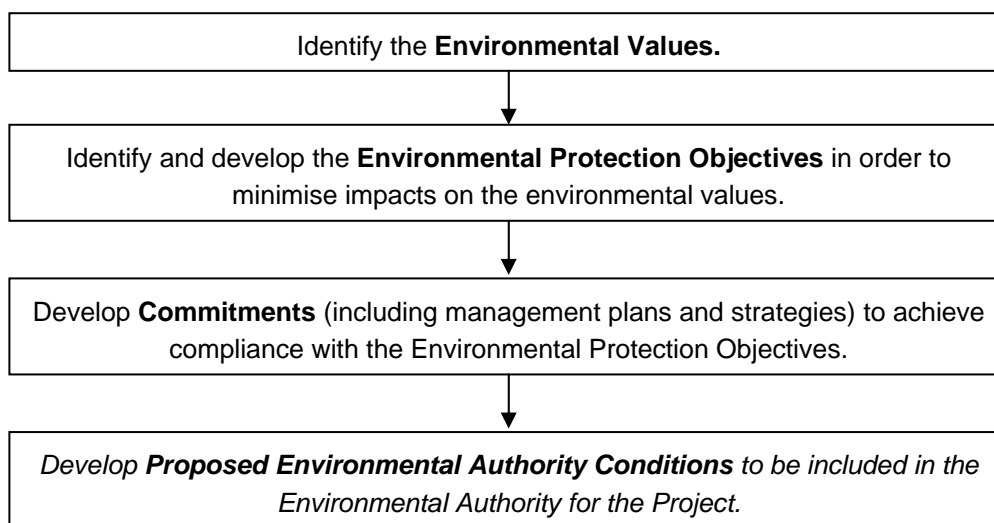 Identify the Environmental Values.
Identify and develop the Environmental Protection Objectives in order to
minimise impacts on the environmental values.
Develop Commitments (including management plans and strategies) to achieve
compliance with the Environmental Protection Objectives.
Develop Proposed Environmental Authority Conditions to be included in the
Environmental Authority for the Project.